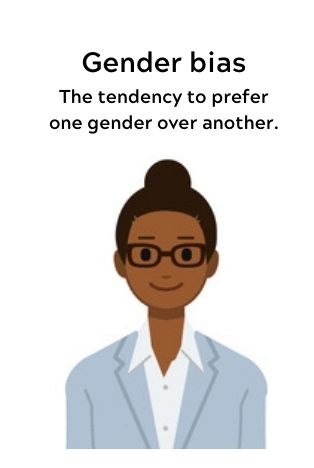 Gender bias
The tendency to prefer
one gender over another.